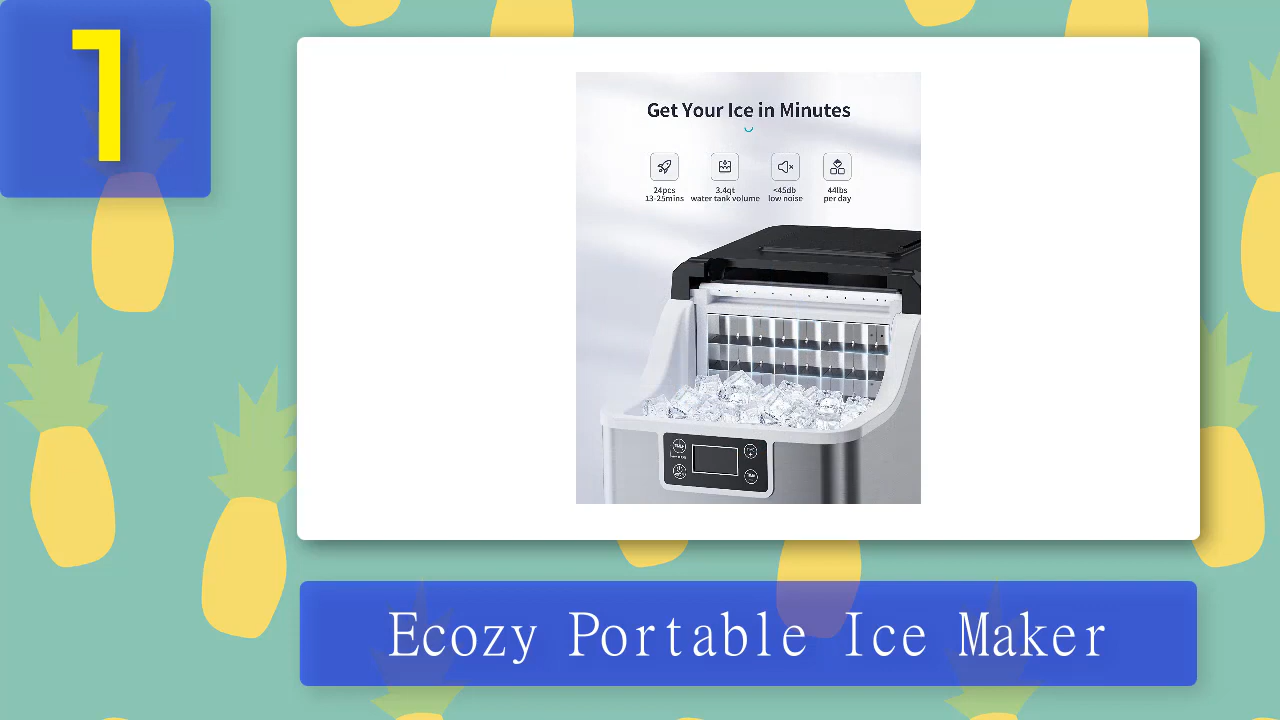 1
Get Your Ice in Minutes
24pcs 3.4qt <45db 44lbs
13-25mins water tank volume low noise per day
Ecozy Portable Ice Maker